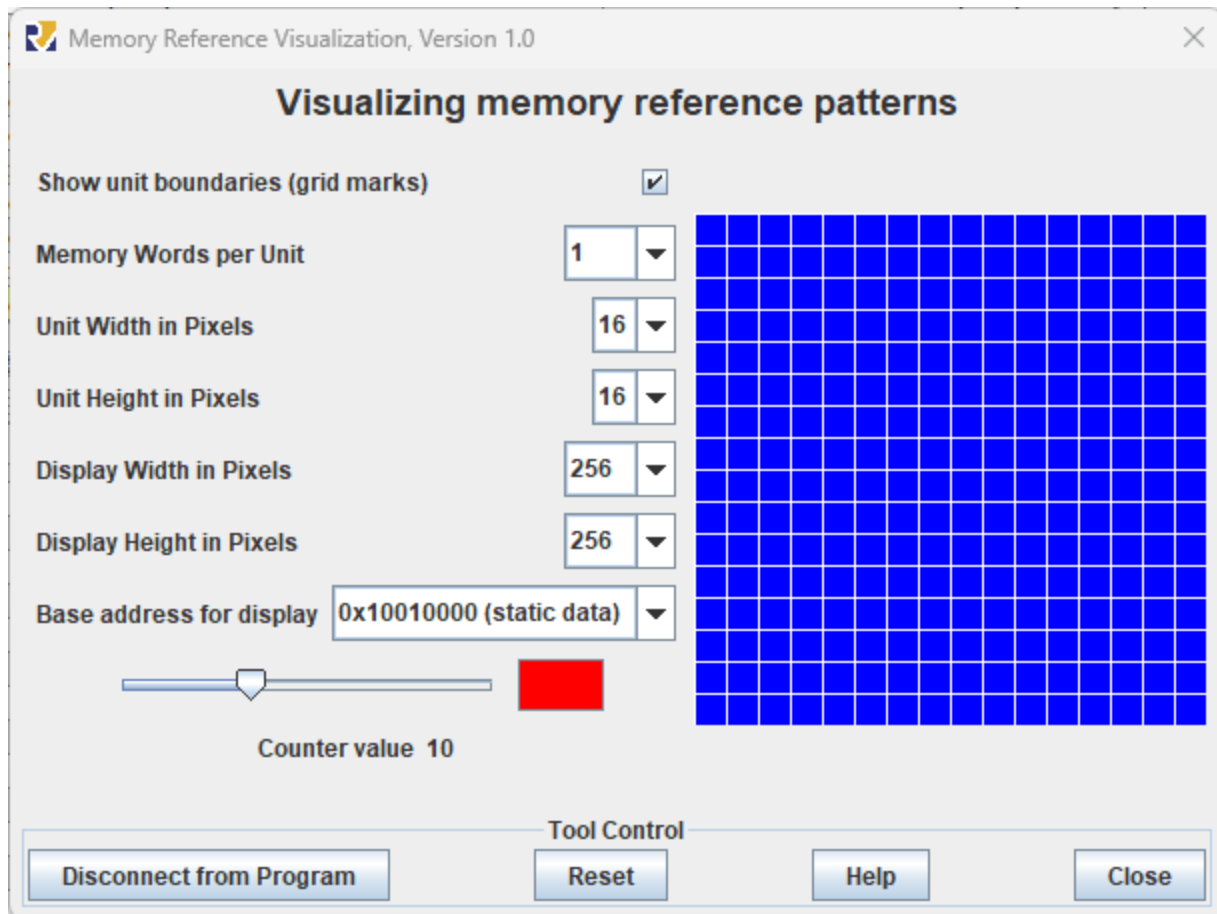 Memory Reference Visualization, Version 1.0
Visualizing memory reference patterns
Show unit boundaries (grid marks)
Memory Words per Unit 1
Unit Width in Pixels 16
Unit Height in Pixels 16
Display Width in Pixels 256
Display Height in Pixels 256
Base address for display 0x10010000 (static data)
Counter value 10
Tool Control
Disconnect from Program Reset Help Close